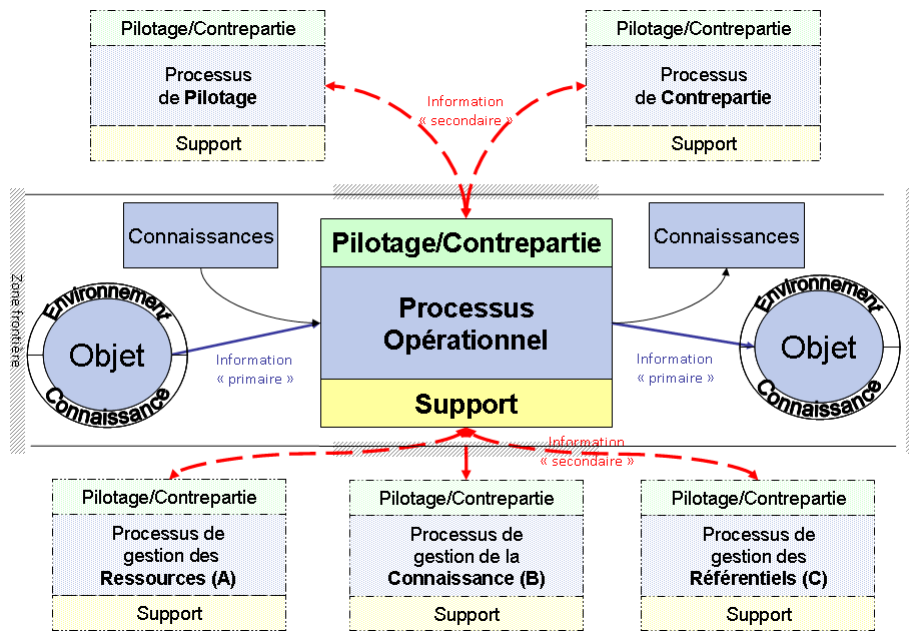 Pilotage/Contrepartie
Processus
de Pilotage
Support
Information
« secondaire »
Pilotage/Contrepartie
Processus
de Contrepartie
Support
Zone frontière
Connaissances
Environnement
Objet
Connaissance
Information
« primaire »
Pilotage/Contrepartie
Processus
Opérationnel
Support
Connaissances
Information
« primaire »
Environnement
Objet
Connaissance
Information
« secondaire »
Pilotage/Contrepartie
Processus de
gestion des
Ressources (A)
Support
Pilotage/Contrepartie
Processus de
gestion de la
Connaissance (B)
Support
Pilotage/Contrepartie
Processus de
gestion des
Référentiels (C)
Support